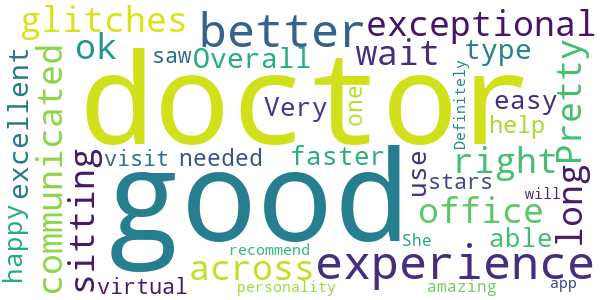 glitches
better
exceptional
ok
saw
Overall
wait
type
doctor
Very
one
Definitely
easy
help
Pretty
excellent
communicated
sitting
visit
needed
faster
use
right
stars
good
long
happy
office
able
She
will
across
recommend
experience
virtual
personality
amazing
app